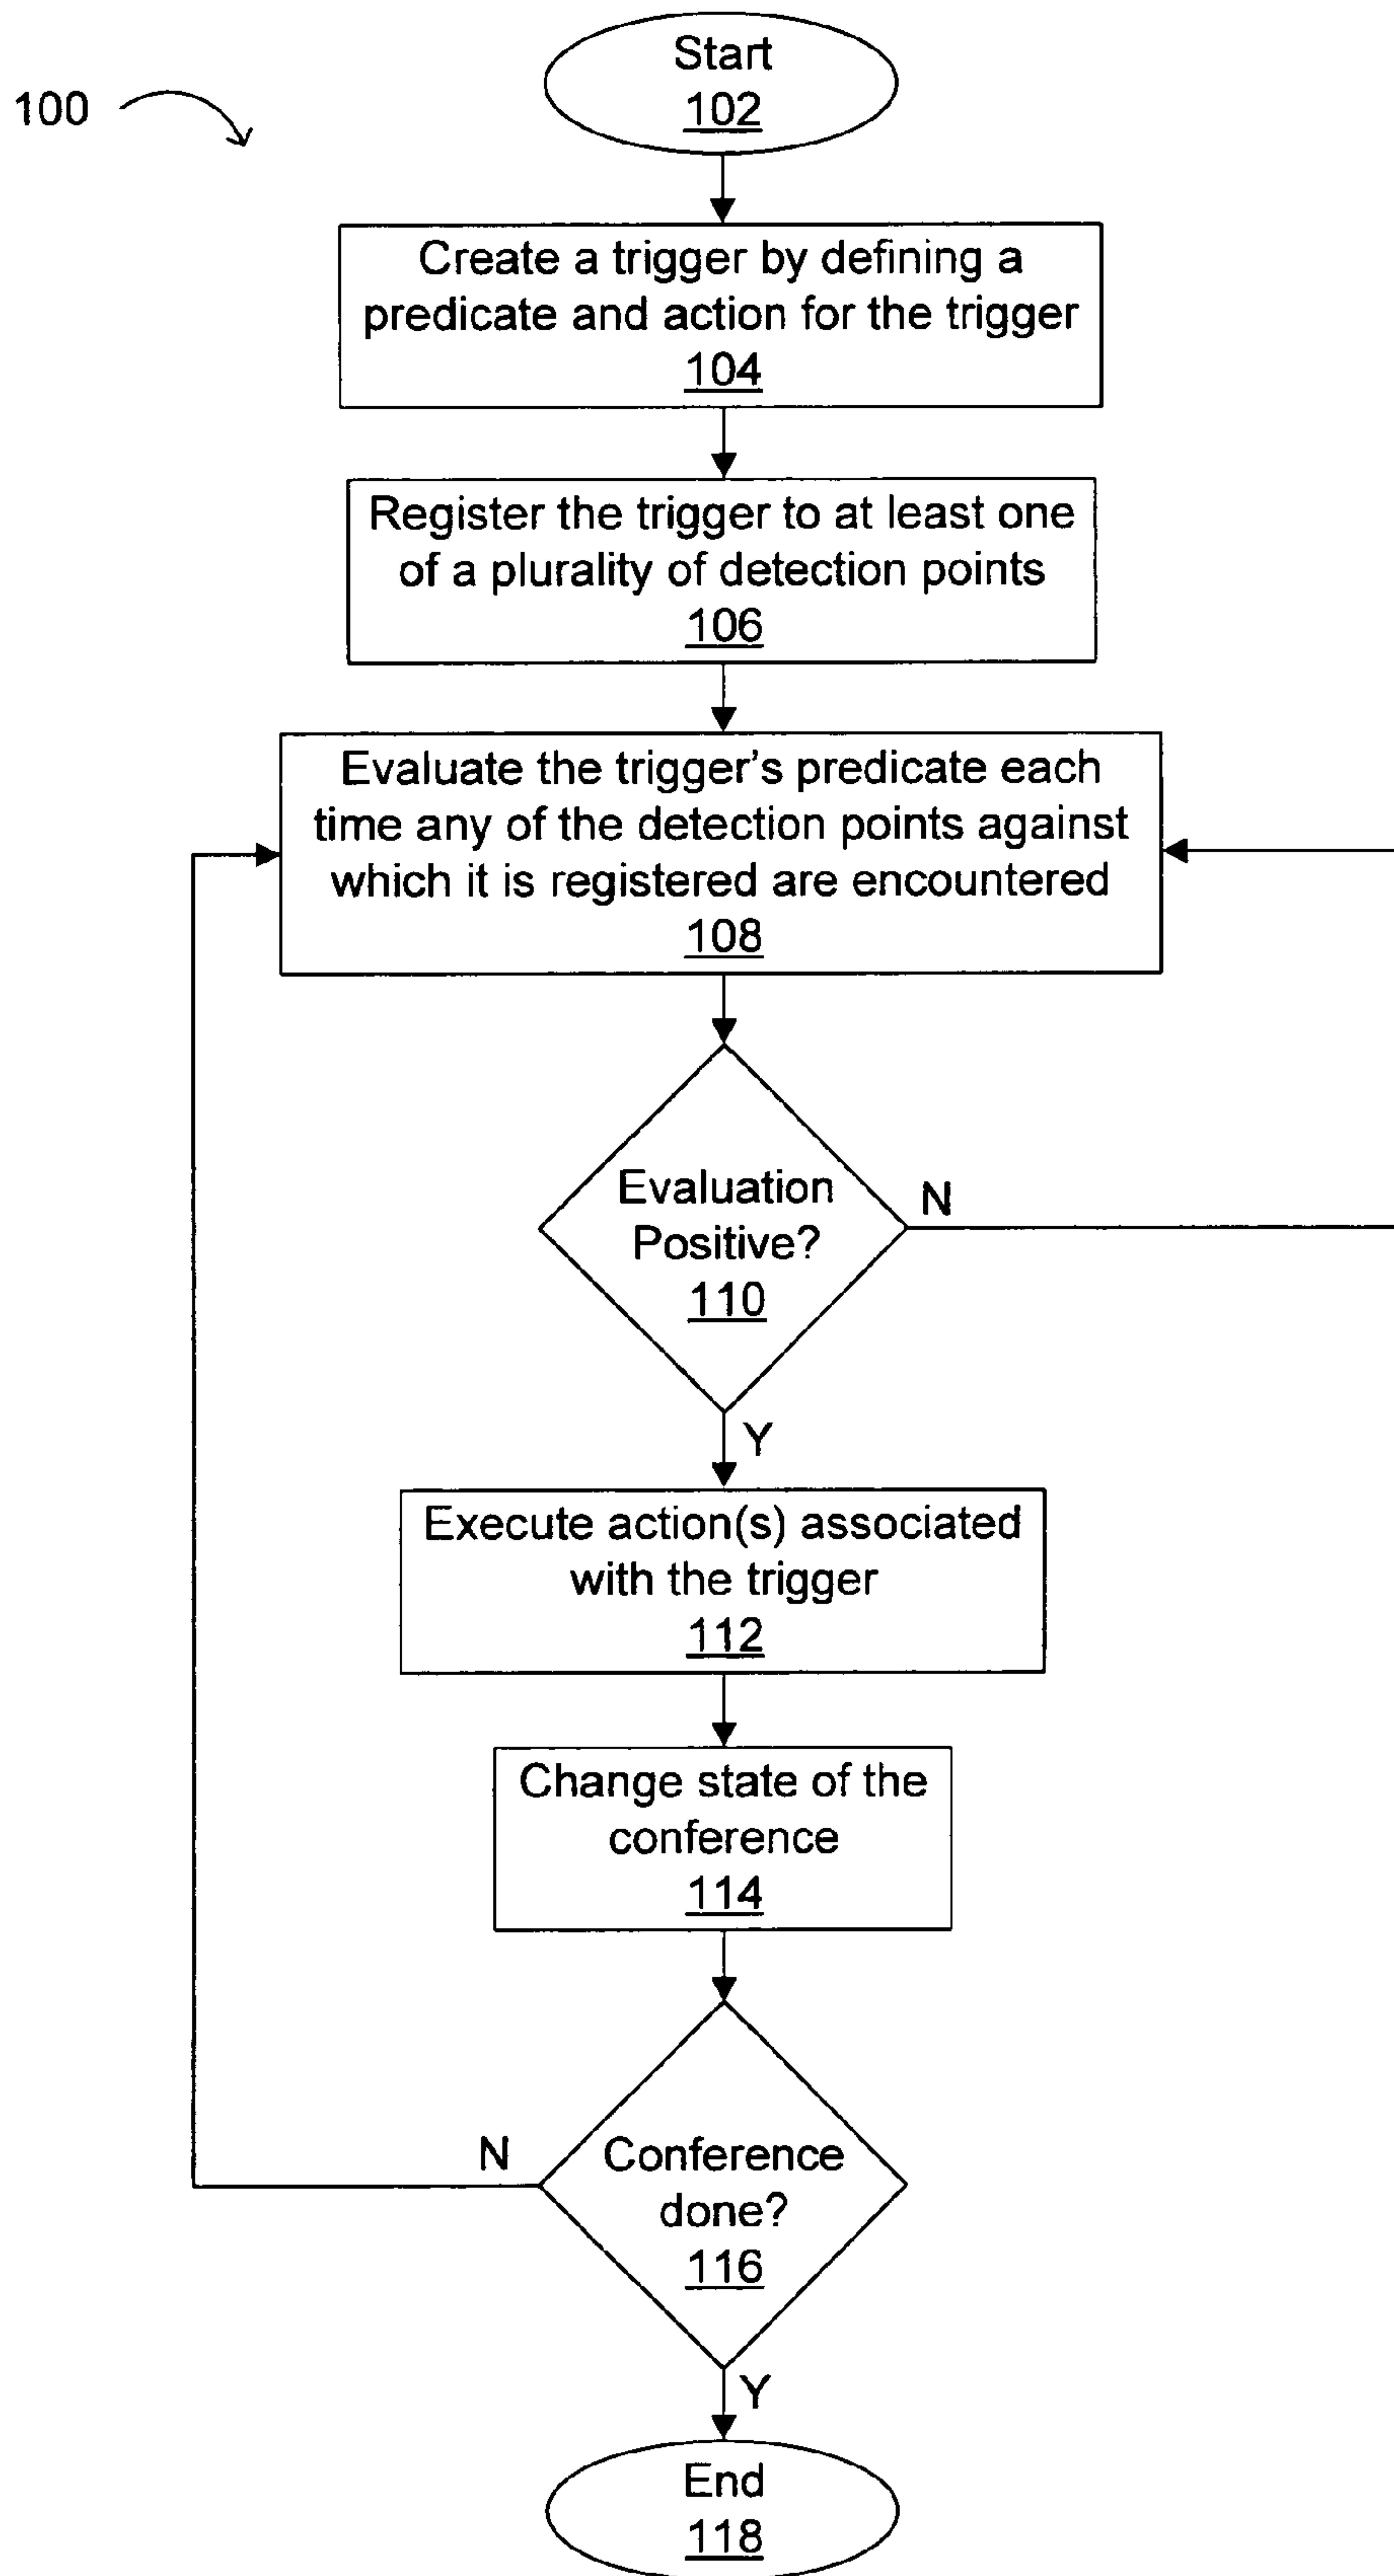 100
Start
102
Create a trigger by defining a
predicate and action for the trigger
104
Register the trigger to at least one
of a plurality of detection points
106
Evaluate the trigger's predicate each
time any of the detection points against
which it is registered are encountered
108
Evaluation
Positive?
110
N
Y
Execute action(s) associated
with the trigger
112
Change state of the
conference
114
N
Conference
done?
116
Y
End
118